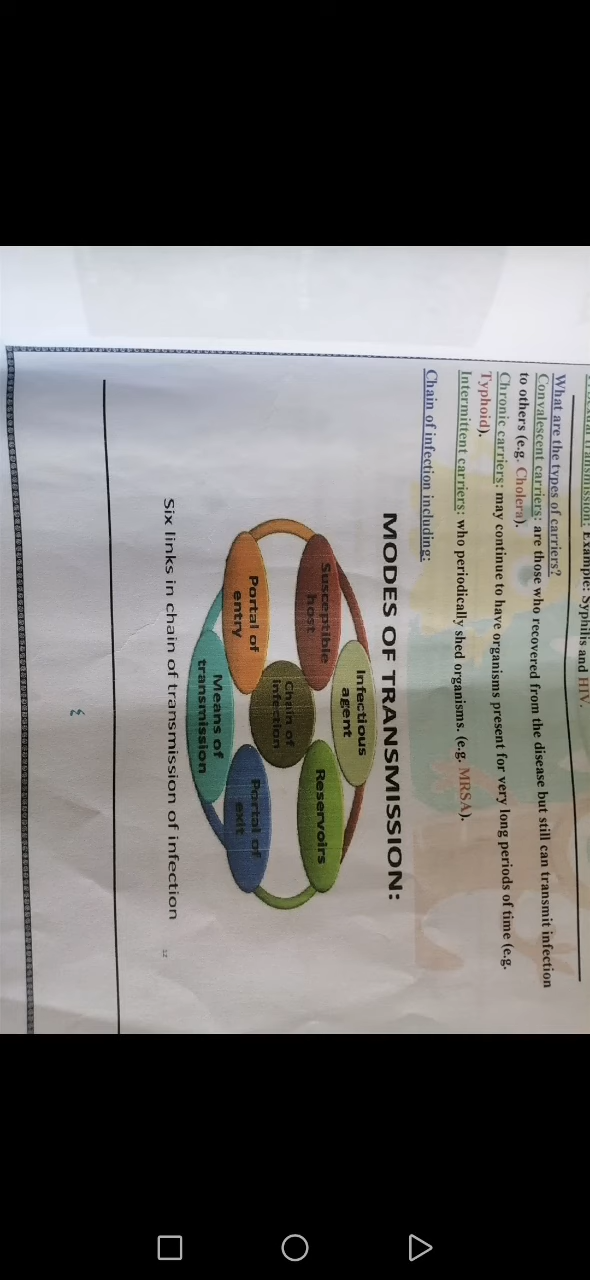 Transmission: Example: Syphilis and HIV.
What are the types of carriers?
Convalescent carriers: are those who recovered from the disease but still can transmit infection
to others (e.g. Cholera).
Chronic carriers: may continue to have organisms present for very long periods of time (e.g.
Typhoid).
Intermittent carriers: who periodically shed organisms. (e.g. MRSA).
Chain of infection including:
MODES OF TRANSMISSION:
Infectious
agent
Susceptible
host
Reservoirs
Chain of
infection
Portal of
entry
Portal of
exit
Means of
transmission
Six links in chain of transmission of infection